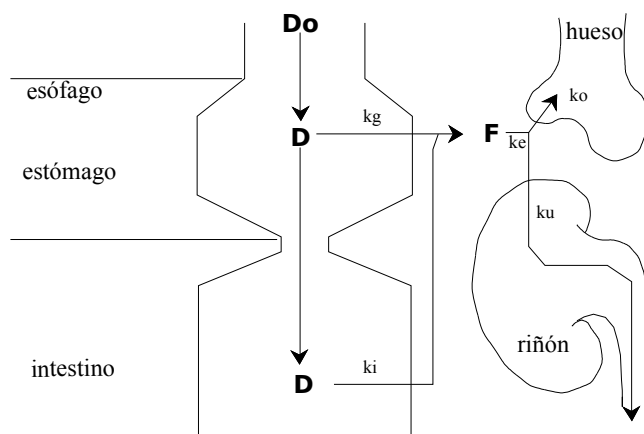 Do
hueso
esófago
ko
kg
D
F
ke
estómago
ku
riñón
intestino
ki
D